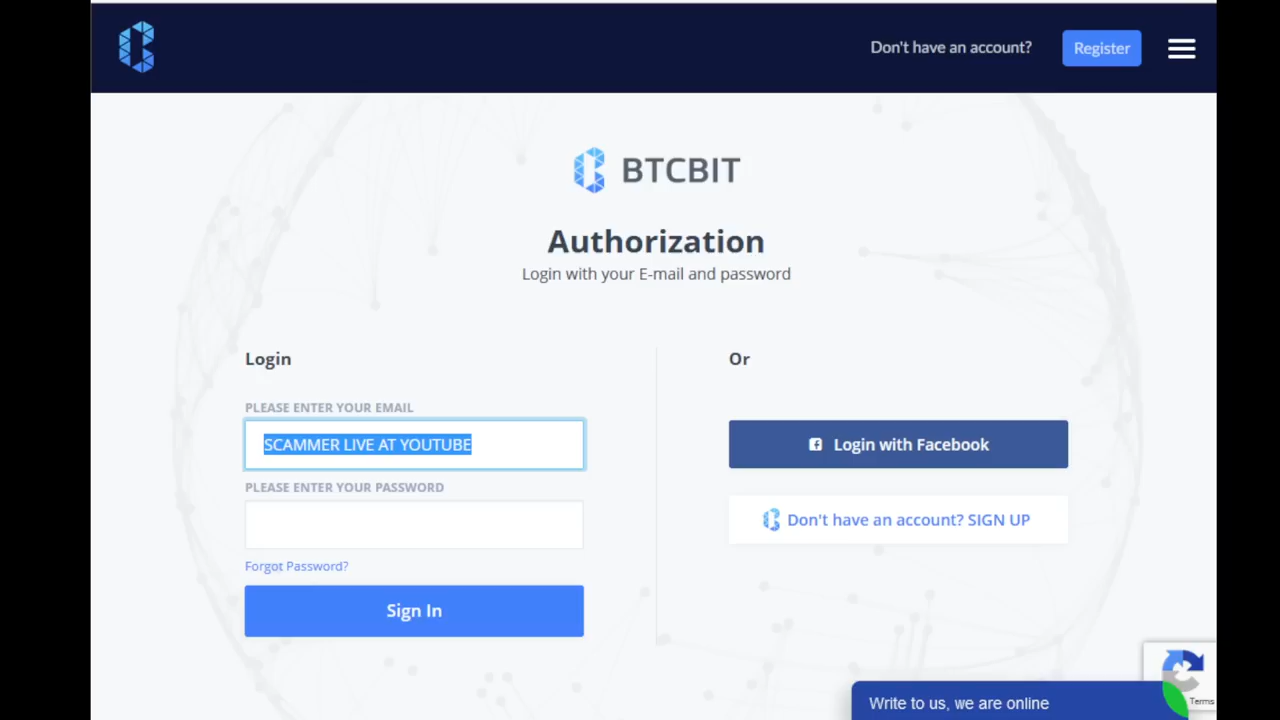 Don't have an account?
Register
BTCBIT
Authorization
Login with your E-mail and password
Login
Or
PLEASE ENTER YOUR EMAIL
SCAMMER LIVE AT YOUTUBE
Login with Facebook
PLEASE ENTER YOUR PASSWORD
Don't have an account? SIGN UP
Forgot Password?
Sign In
Write to us, we are online
Terms